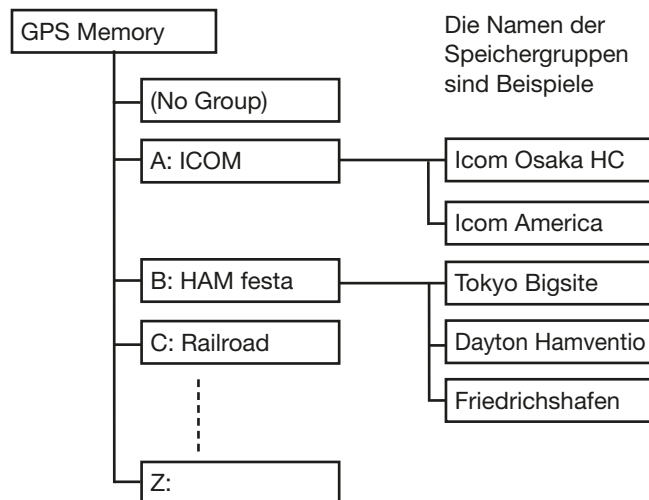 GPS Memory
Die Namen der
Speichergruppen
sind Beispiele
(No Group)
A: ICOM
Icom Osaka HC
Icom America
B: HAM festa
Tokyo Bigsite
C: Railroad
Dayton Hamventio
Friedrichshafen
Z: